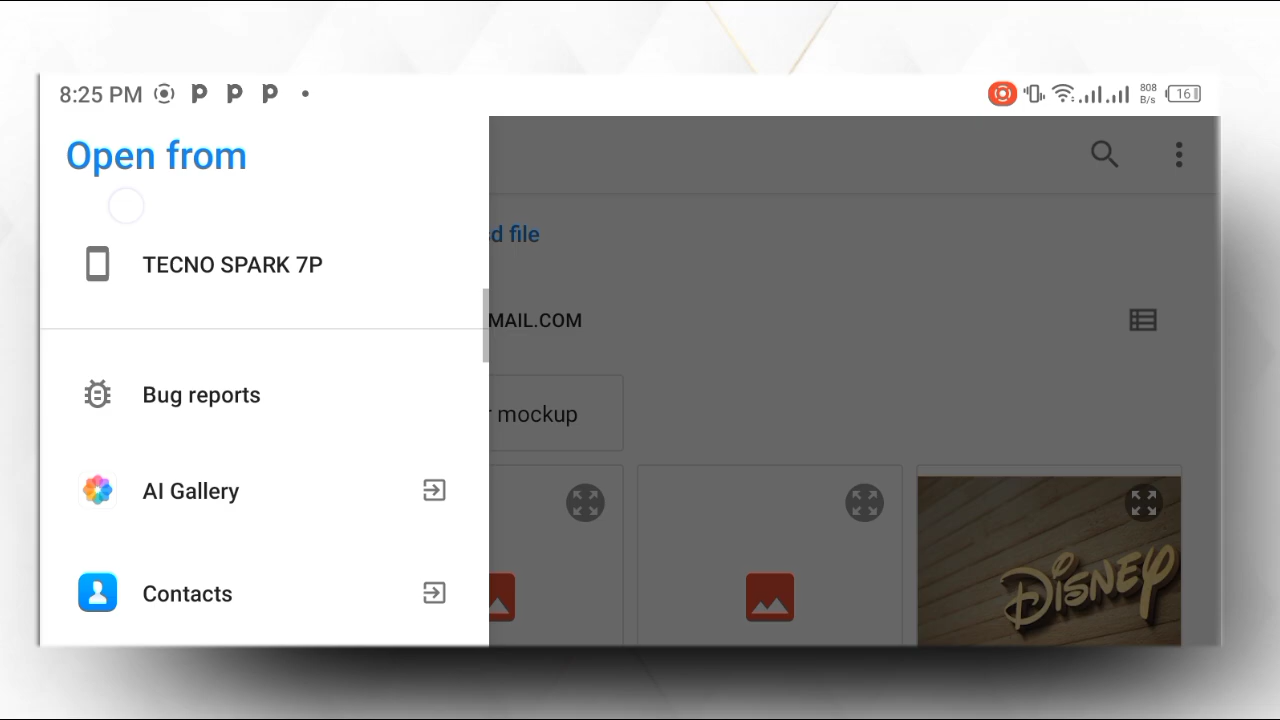 8:25 PM
808
B/s
16
Open from
sd file
TECNO SPARK 7P
MAIL.COM
Bug reports
mockup
AI Gallery
DISNEY
Contacts